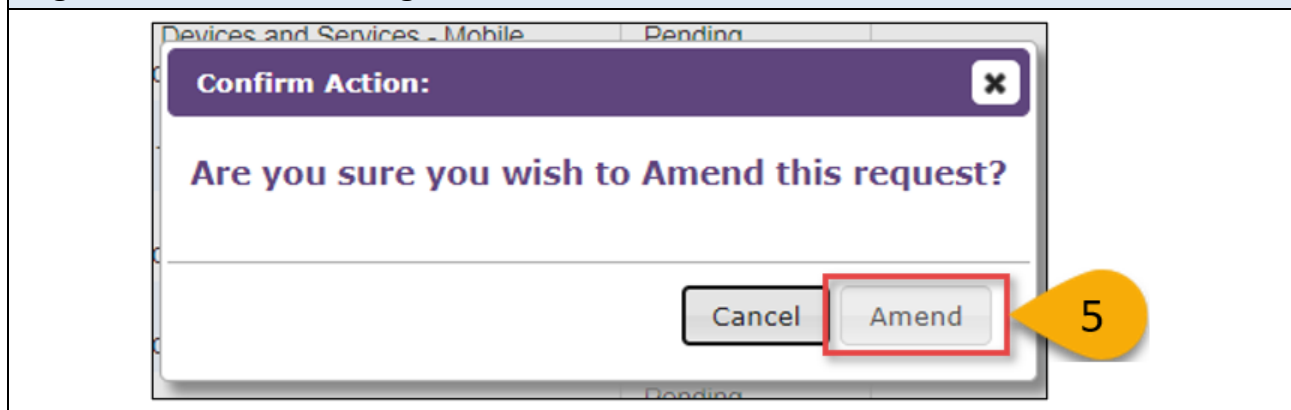 Devices and Services - Mobile Pending
Confirm Action:
Are you sure you wish to Amend this request?
Cancel Amend 5
Pending